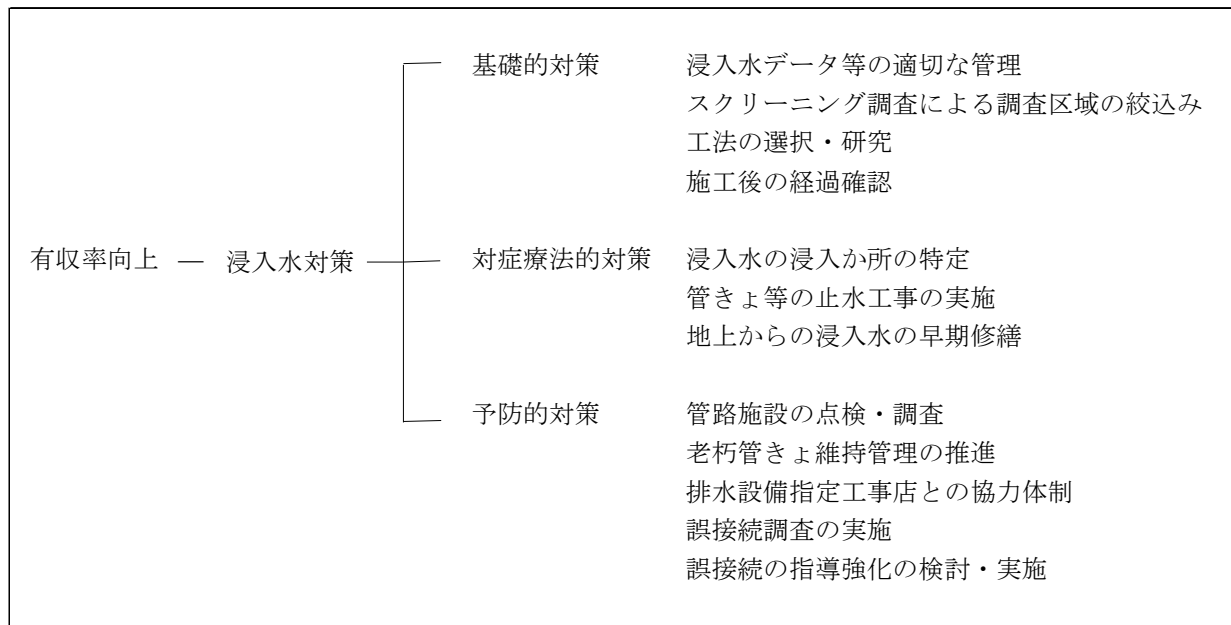 基礎的対策 浸入水データ等の適切な管理
スクリーニング調査による調査区域の絞込み
工法の選択・研究
施工後の経過確認
有収率向上 ― 浸入水対策 対症療法的対策 浸入水の浸入か所の特定
管きょ等の止水工事の実施
地上からの浸入水の早期修繕
予防的対策 管路施設の点検・調査
老朽管きょ維持管理の推進
排水設備指定工事店との協力体制
誤接続調査の実施
誤接続の指導強化の検討・実施